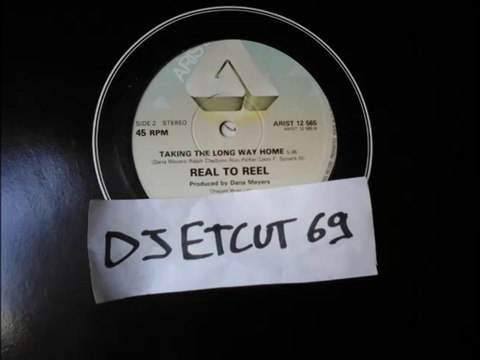 ARIST
SIDE 2 STEREO
45 RPM
ARIST 12 565
TAKING THE LONG WAY HOME
REAL TO REEL
Produced by Dana Meyers
DJ ETCUT 69